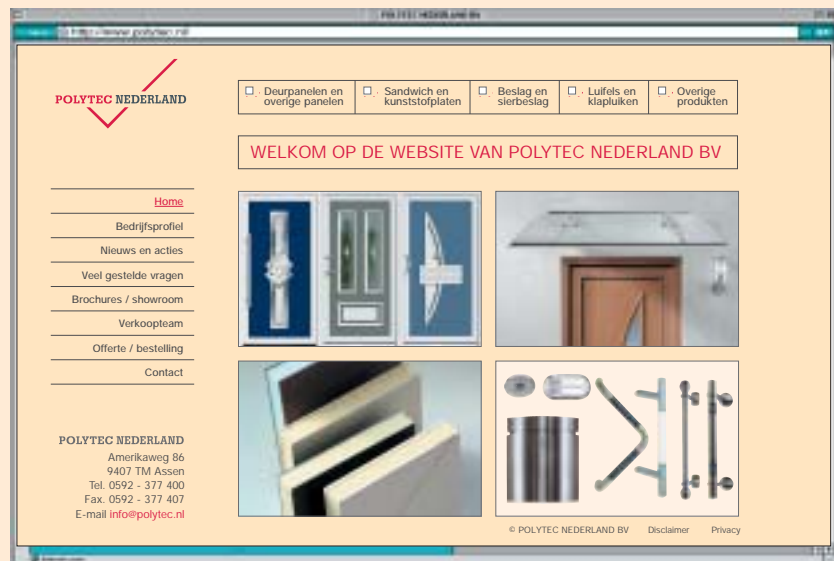 POLYTEC NEDERLAND BV
http://www.polytec.nl/
POLYTEC NEDERLAND
Deurpanelen en
overige panelen
Sandwich en
kunststofplaten
Beslag en
sierbeslag
Luifels en
klapluiken
Overige
produkten
WELKOM OP DE WEBSITE VAN POLYTEC NEDERLAND BV
Home
Bedrijfsprofiel
Nieuws en acties
Veel gestelde vragen
Brochures / showroom
Verkoopteam
Offerte / bestelling
Contact
POLYTEC NEDERLAND
Amerikaweg 86
9407 TM Assen
Tel. 0592 - 377 400
Fax. 0592 - 377 407
E-mail info@polytec.nl
© POLYTEC NEDERLAND BV Disclaimer Privacy